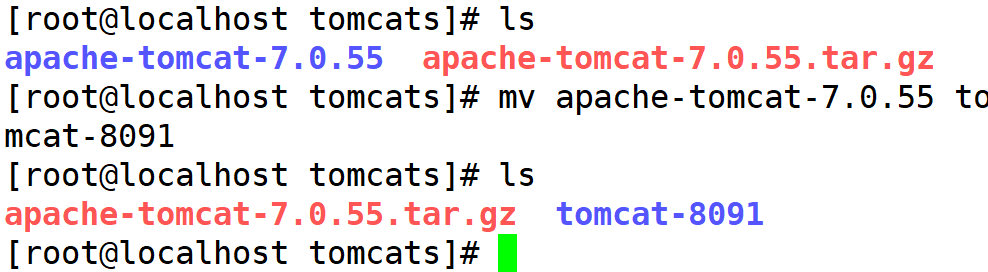 [root@localhost tomcats]# ls
apache-tomcat-7.0.55  apache-tomcat-7.0.55.tar.gz
[root@localhost tomcats]# mv apache-tomcat-7.0.55 to
mcat-8091
[root@localhost tomcats]# ls
apache-tomcat-7.0.55.tar.gz  tomcat-8091
[root@localhost tomcats]#